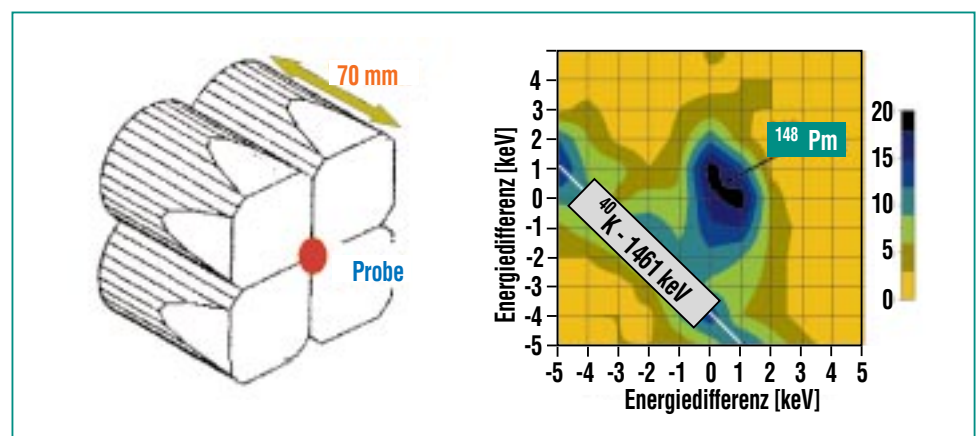 70 mm
Probe
Energiedifferenz [keV]
4
3
2
1
0
-1
-2
-3
-4
-5
-5 -4 -3 -2 -1 0 1 2 3 4 5
Energiedifferenz [keV]
148 Pm
40K - 1461 keV
20
15
10
5
0